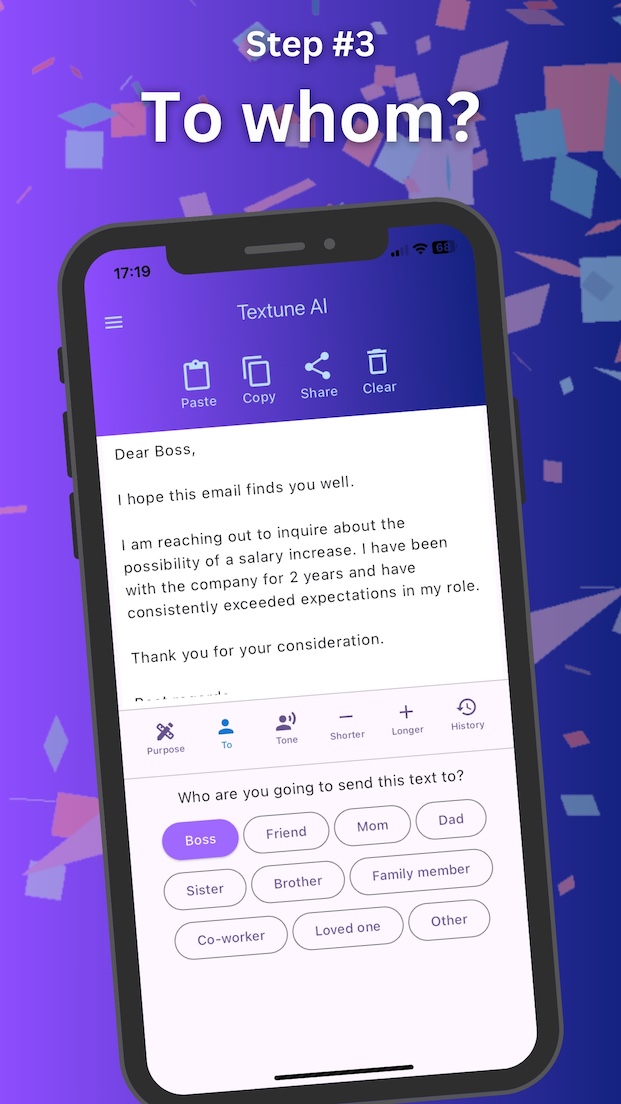 Step #3
To whom?
17:19
68
Textune AI
Paste Copy Share Clear
Dear Boss,
I hope this email finds you well.
I am reaching out to inquire about the
possibility of a salary increase. I have been
with the company for 2 years and have
consistently exceeded expectations in my role.
Thank you for your consideration.
Purpose To Tone Shorter Longer History
Who are you going to send this text to?
Boss Friend Mom Dad
Sister Brother Family member
Co-worker Loved one Other